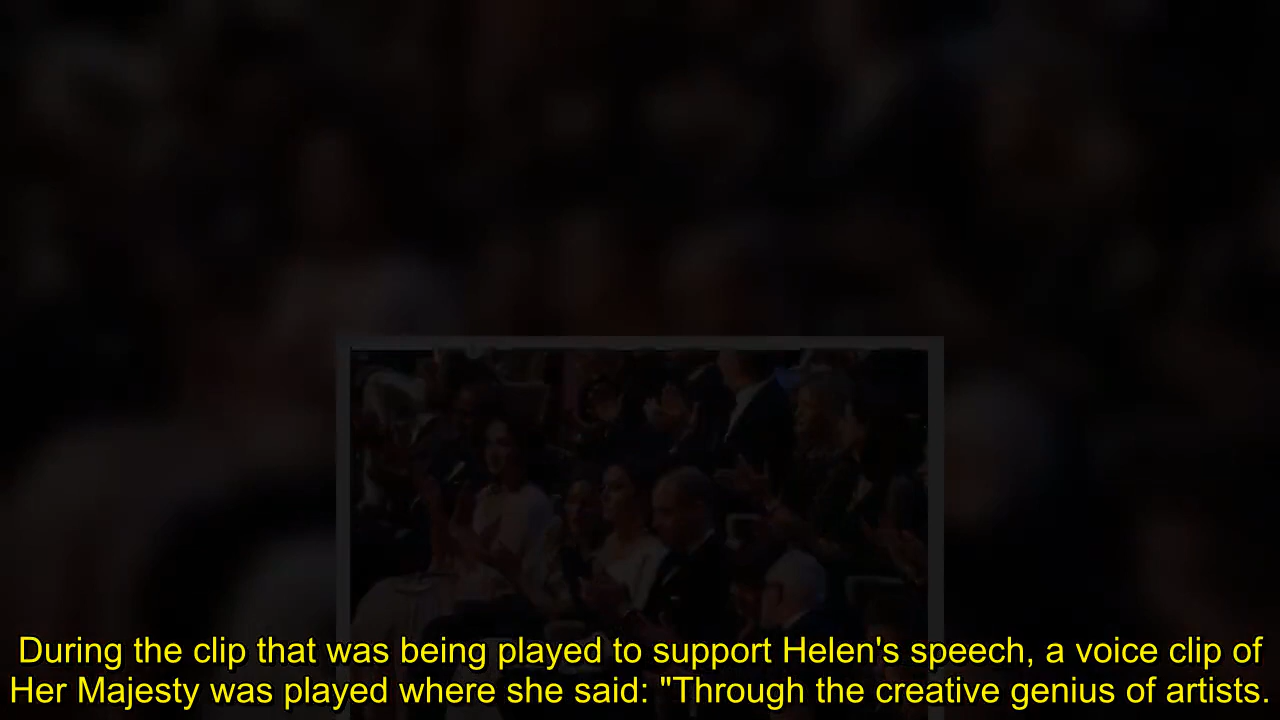 During the clip that was being played to support Helen's speech, a voice clip of
Her Majesty was played where she said: "Through the creative genius of artists.